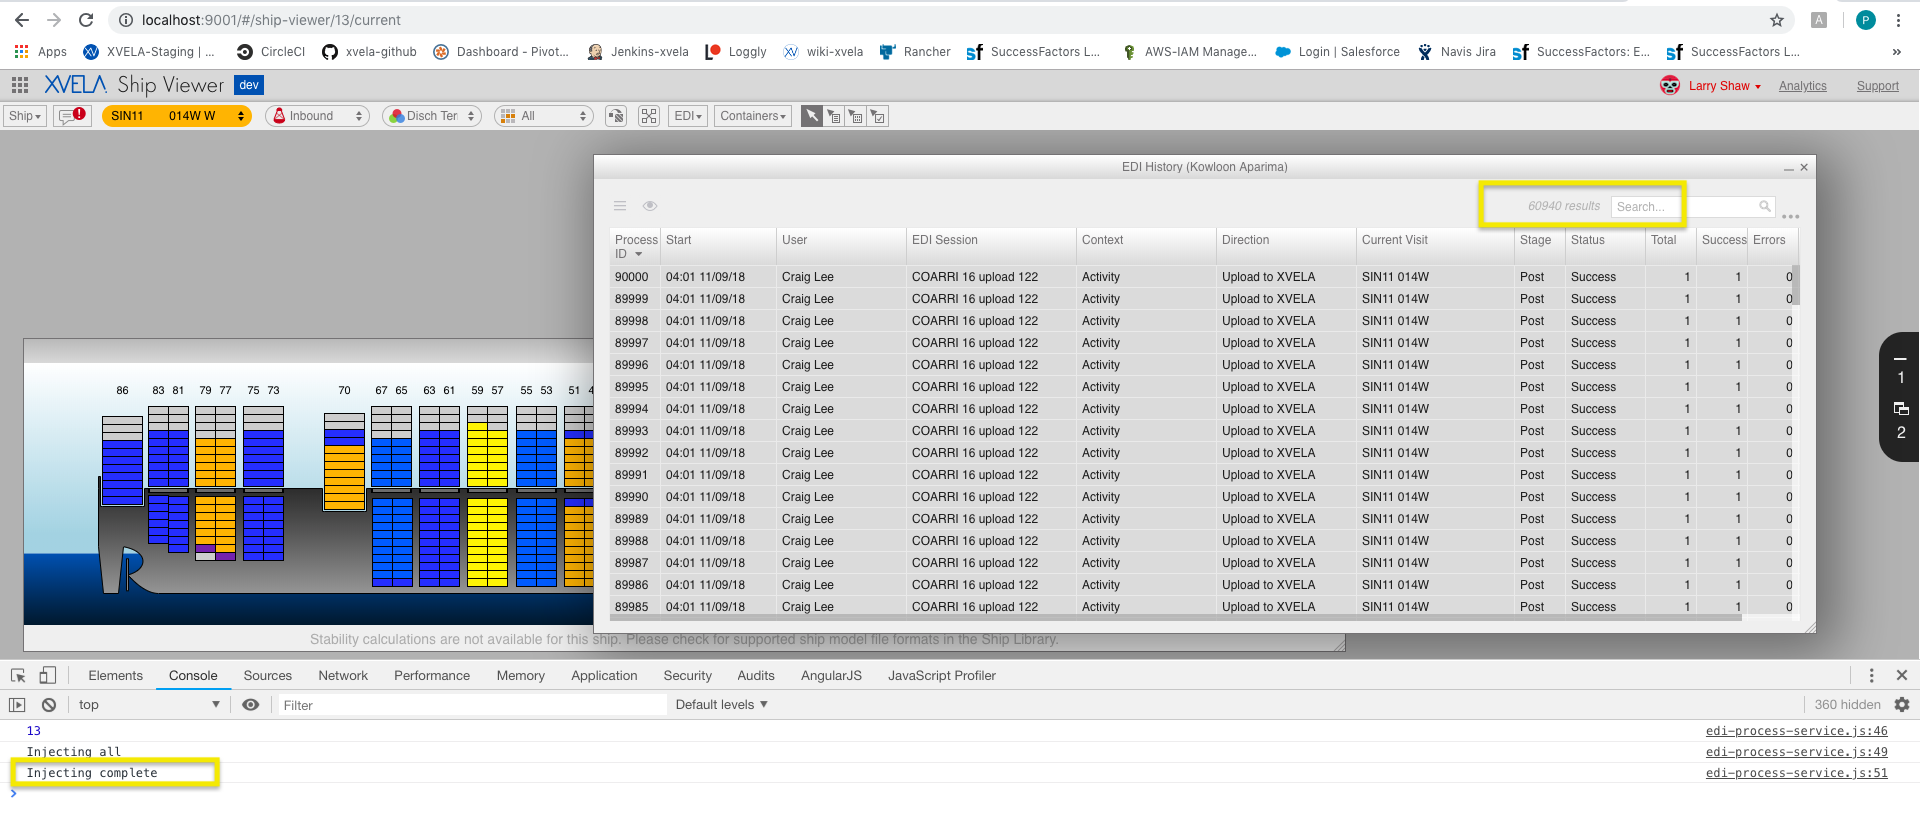 localhost:9001/#/ship-viewer/13/current
A
P
Apps XVELA-Staging | ... CircleCI xvela-github Dashboard - Pivot... Jenkins-xvela Loggly wiki-xvela Rancher SuccessFactors L... AWS-IAM Manage... Login | Salesforce Navis Jira SuccessFactors: E... SuccessFactors L... »
XVELA Ship Viewer dev Larry Shaw Analytics Support
Ship SIN11 014W W Inbound Disch Ter All EDI Containers
EDI History (Kowloon Aparima)
60940 results Search...
Process ID Start User EDI Session Context Direction Current Visit Stage Status Total Success Errors
90000 04:01 11/09/18 Craig Lee COARRI 16 upload 122 Activity Upload to XVELA SIN11 014W Post Success 1 1 0
89999 04:01 11/09/18 Craig Lee COARRI 16 upload 122 Activity Upload to XVELA SIN11 014W Post Success 1 1 0
89998 04:01 11/09/18 Craig Lee COARRI 16 upload 122 Activity Upload to XVELA SIN11 014W Post Success 1 1 0
89997 04:01 11/09/18 Craig Lee COARRI 16 upload 122 Activity Upload to XVELA SIN11 014W Post Success 1 1 0
89996 04:01 11/09/18 Craig Lee COARRI 16 upload 122 Activity Upload to XVELA SIN11 014W Post Success 1 1 0
89995 04:01 11/09/18 Craig Lee COARRI 16 upload 122 Activity Upload to XVELA SIN11 014W Post Success 1 1 0
89994 04:01 11/09/18 Craig Lee COARRI 16 upload 122 Activity Upload to XVELA SIN11 014W Post Success 1 1 0
89993 04:01 11/09/18 Craig Lee COARRI 16 upload 122 Activity Upload to XVELA SIN11 014W Post Success 1 1 0
89992 04:01 11/09/18 Craig Lee COARRI 16 upload 122 Activity Upload to XVELA SIN11 014W Post Success 1 1 0
89991 04:01 11/09/18 Craig Lee COARRI 16 upload 122 Activity Upload to XVELA SIN11 014W Post Success 1 1 0
89990 04:01 11/09/18 Craig Lee COARRI 16 upload 122 Activity Upload to XVELA SIN11 014W Post Success 1 1 0
89989 04:01 11/09/18 Craig Lee COARRI 16 upload 122 Activity Upload to XVELA SIN11 014W Post Success 1 1 0
89988 04:01 11/09/18 Craig Lee COARRI 16 upload 122 Activity Upload to XVELA SIN11 014W Post Success 1 1 0
89987 04:01 11/09/18 Craig Lee COARRI 16 upload 122 Activity Upload to XVELA SIN11 014W Post Success 1 1 0
89986 04:01 11/09/18 Craig Lee COARRI 16 upload 122 Activity Upload to XVELA SIN11 014W Post Success 1 1 0
89985 04:01 11/09/18 Craig Lee COARRI 16 upload 122 Activity Upload to XVELA SIN11 014W Post Success 1 1 0
1
2
86 83 81 79 77 75 73 70 67 65 63 61 59 57 55 53 51
Stability calculations are not available for this ship. Please check for supported ship model file formats in the Ship Library.
Elements Console Sources Network Performance Memory Application Security Audits AngularJS JavaScript Profiler
top Filter Default levels 360 hidden
13 edi-process-service.js:46
Injecting all edi-process-service.js:49
Injecting complete edi-process-service.js:51